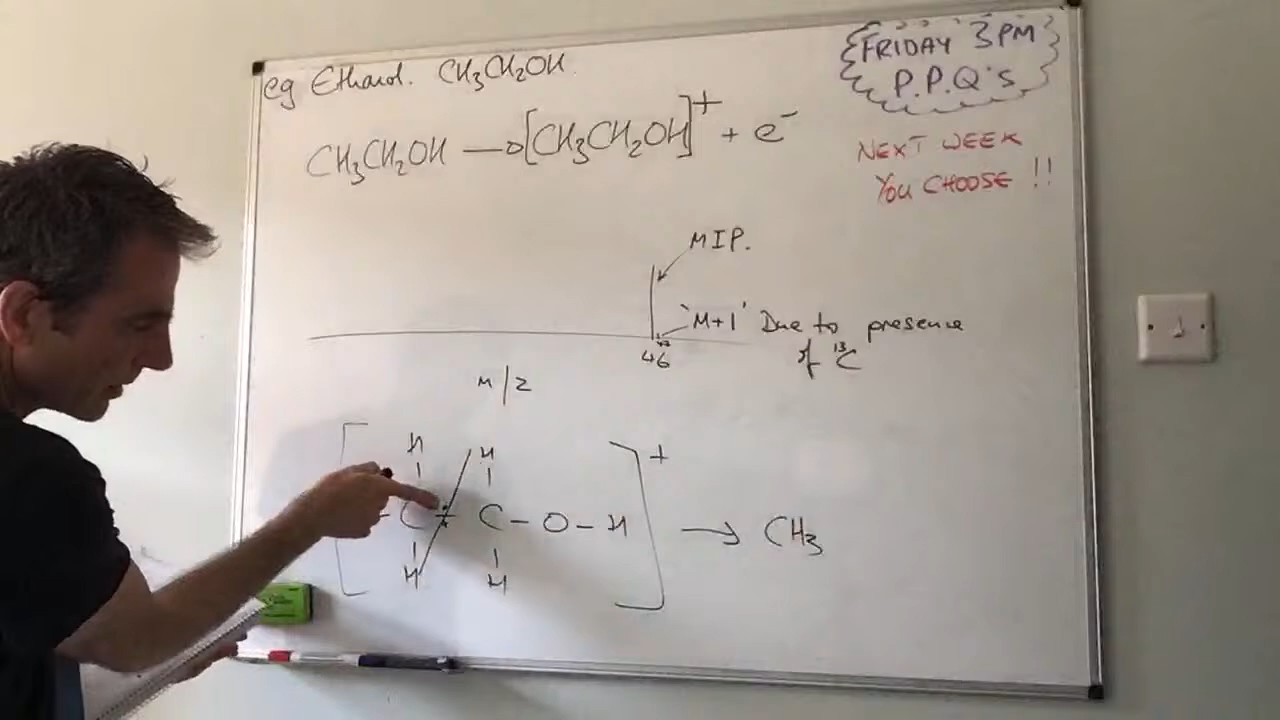 eg Ethanol. CH₃CH₂OH
CH₃CH₂OH → [CH₃CH₂OH]⁺ + e⁻
FRIDAY 3PM
P.P.Q'S
NEXT WEEK
YOU CHOOSE !!
MIP.
'M+1' Due to presence
of ¹³C
46 47
M/Z
[
H H
C C - O - H
H H
]⁺ → CH₃